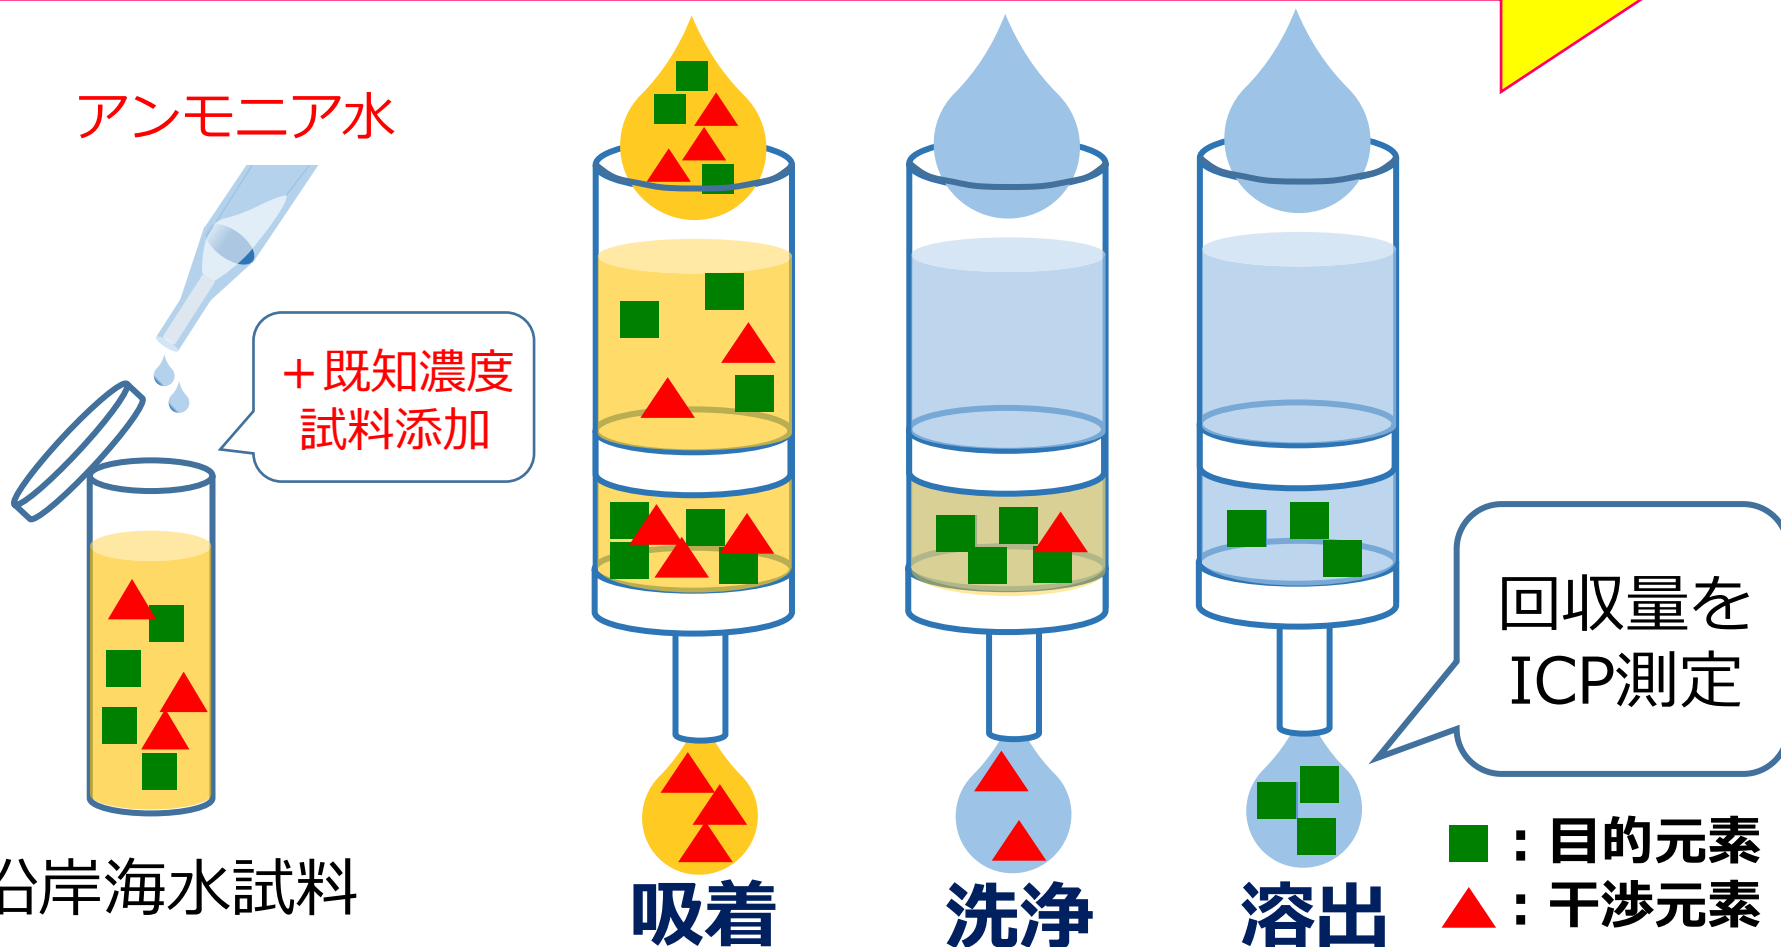 アンモニア水
＋既知濃度
試料添加
沿岸海水試料
吸着
洗浄
溶出
回収量を
ICP測定
：目的元素
：干渉元素